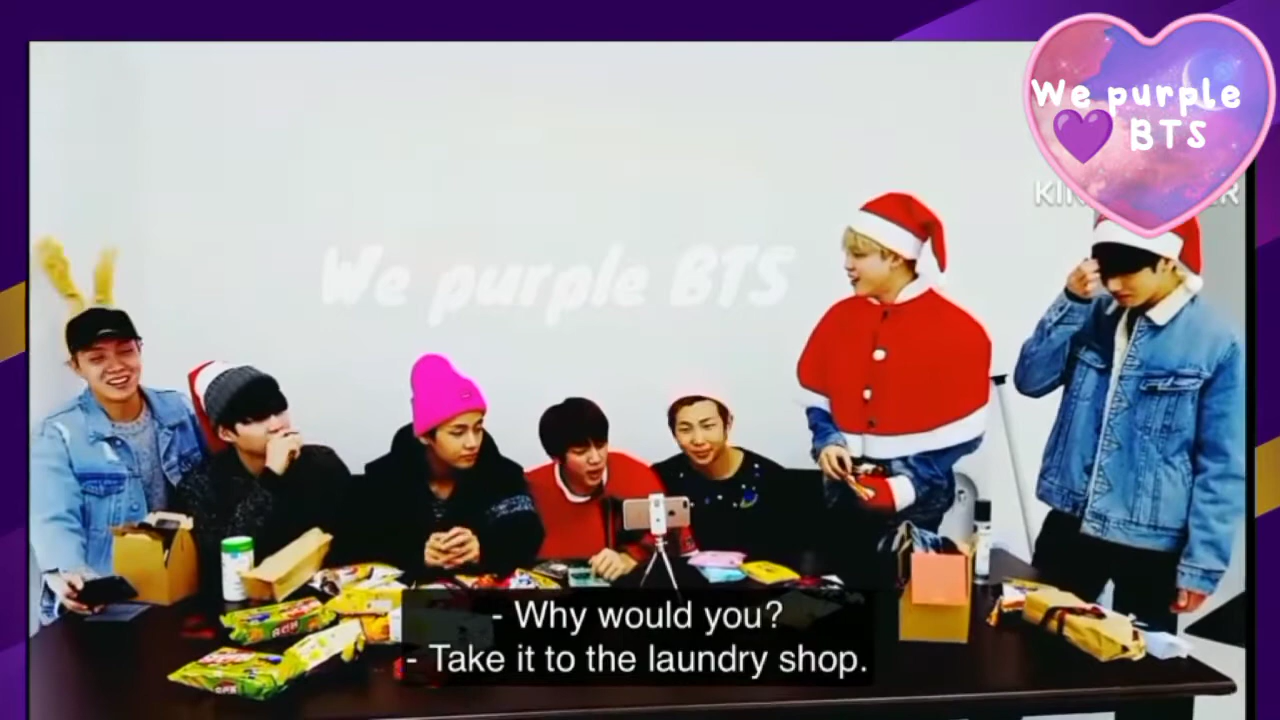 We purple
BTS
We purple BTS
- Why would you?
- Take it to the laundry shop.